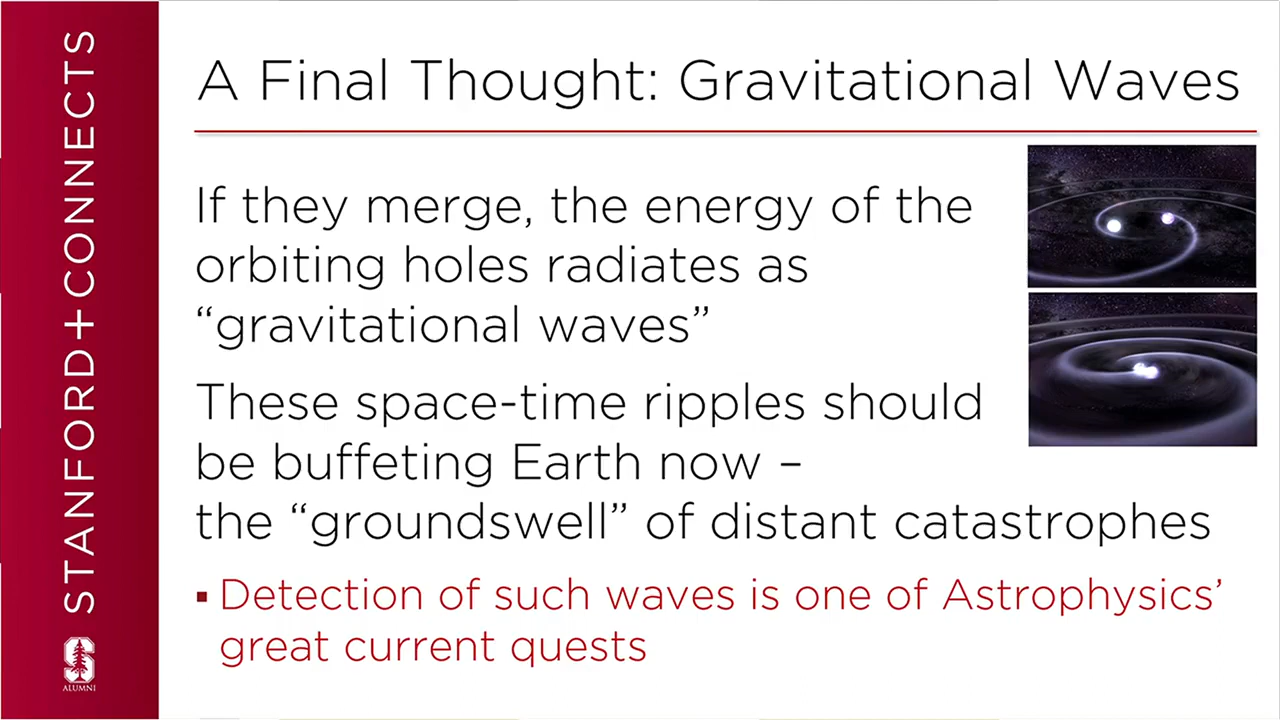 STANFORD+CONNECTS
S
ALUMNI
A Final Thought: Gravitational Waves
If they merge, the energy of the
orbiting holes radiates as
“gravitational waves”
These space-time ripples should
be buffeting Earth now –
the “groundswell” of distant catastrophes
▪ Detection of such waves is one of Astrophysics’
great current quests